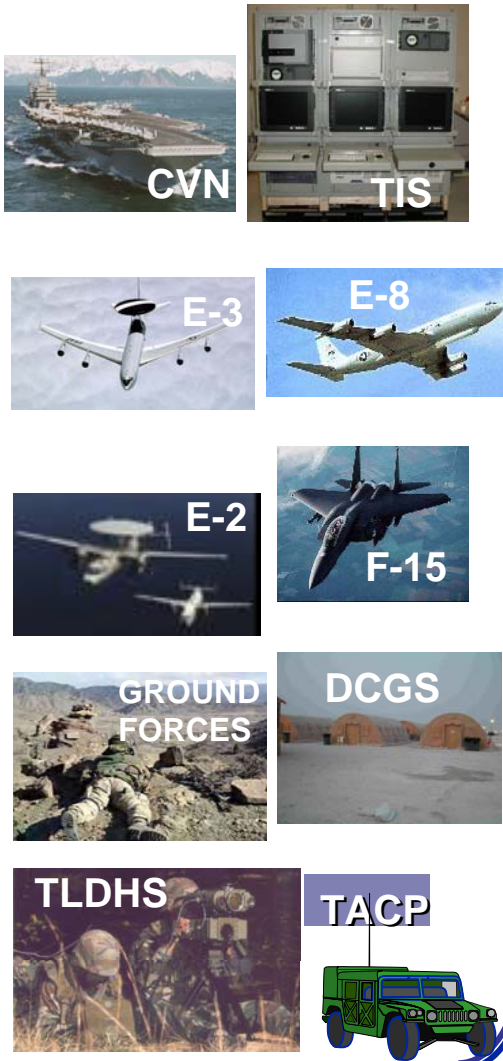 CVN
TIS
E-3
E-8
E-2
F-15
GROUND
FORCES
DCGS
TLDHS
TACP